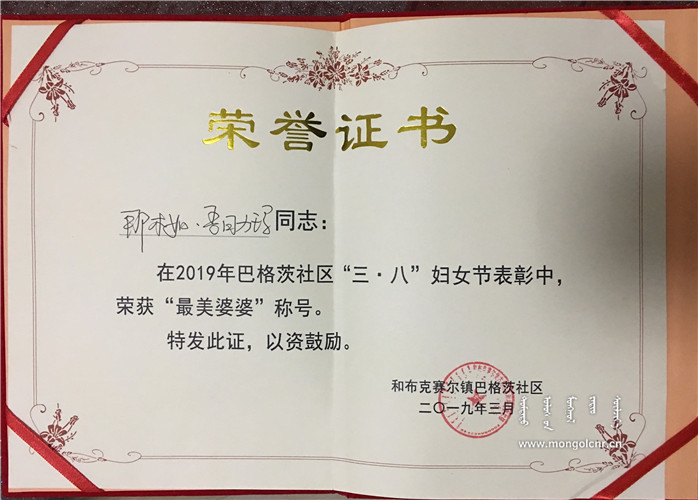 荣誉证书
同志：
在2019年巴格茨社区“三·八”妇女节表彰中，
荣获“最美婆婆”称号。
特发此证，以资鼓励。
和布克赛尔镇巴格茨社区
二〇一九年三月
www.mongolcnr.cn